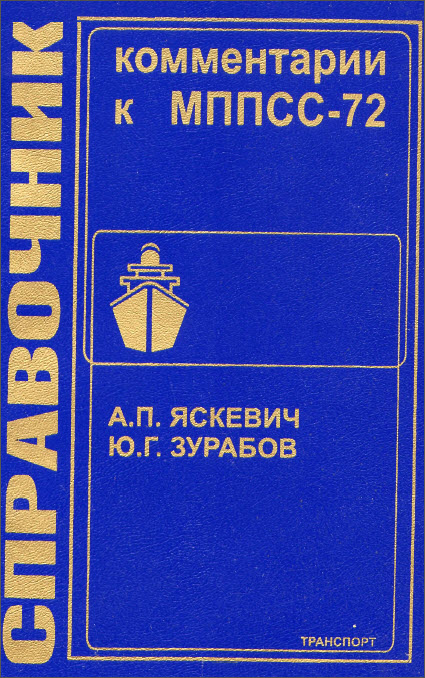 СПРАВОЧНИК
комментарии
к МППСС-72
А.П. ЯСКЕВИЧ
Ю.Г. ЗУРАБОВ
ТРАНСПОРТ